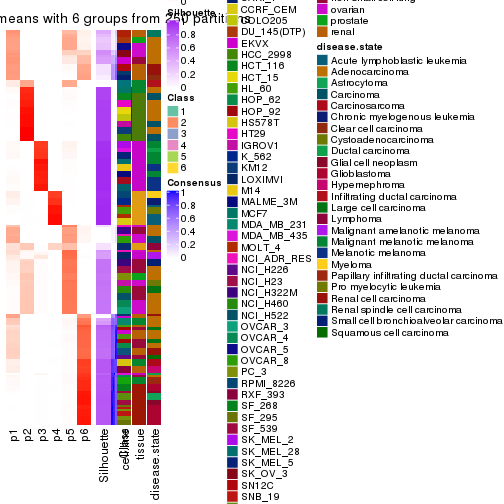 means with 6 groups from 250 partitions
Silhouette
1
0.8
0.6
0.4
0.2
0
Class
1
2
3
4
5
6
Consensus
1
0.8
0.6
0.4
0.2
0
CCRF_CEM
COLO205
DU_145(DTP)
EKVX
HCC_2998
HCT_116
HCT_15
HL_60
HOP_62
HOP_92
HS578T
HT29
IGROV1
K_562
KM12
LOXIMVI
M14
MALME_3M
MCF7
MDA_MB_231
MDA_MB_435
MOLT_4
NCI_ADR_RES
NCI_H226
NCI_H23
NCI_H322M
NCI_H460
NCI_H522
OVCAR_3
OVCAR_4
OVCAR_5
OVCAR_8
PC_3
RPMI_8226
RXF_393
SF_268
SF_295
SF_539
SK_MEL_2
SK_MEL_28
SK_MEL_5
SK_OV_3
SN12C
SNB_19
ovarian
prostate
renal
disease.state
Acute lymphoblastic leukemia
Adenocarcinoma
Astrocytoma
Carcinoma
Carcinosarcoma
Chronic myelogenous leukemia
Clear cell carcinoma
Cystoadenocarcinoma
Ductal carcinoma
Glial cell neoplasm
Glioblastoma
Hypernephroma
Infiltrating ductal carcinoma
Large cell carcinoma
Lymphoma
Malignant amelanotic melanoma
Malignant melanotic melanoma
Melanotic melanoma
Myeloma
Papillary infiltrating ductal carcinoma
Pro myelocytic leukemia
Renal cell carcinoma
Renal spindle cell carcinoma
Small cell bronchioalveolar carcinoma
Squamous cell carcinoma
p1
p2
p3
p4
p5
p6
Silhouette
Class
cell.line
tissue
disease.state